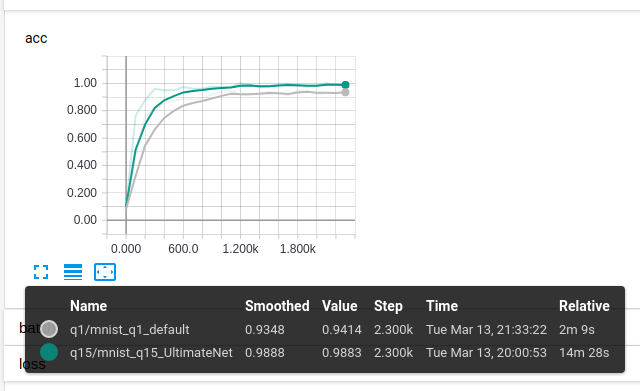 acc
1.00
0.800
0.600
0.400
0.200
0.00
0.000 600.0 1.200k 1.800k
Name Smoothed Value Step Time Relative
q1/mnist_q1_default 0.9348 0.9414 2.300k Tue Mar 13, 21:33:22 2m 9s
q15/mnist_q15_UltimateNet 0.9888 0.9883 2.300k Tue Mar 13, 20:00:53 14m 28s
loss